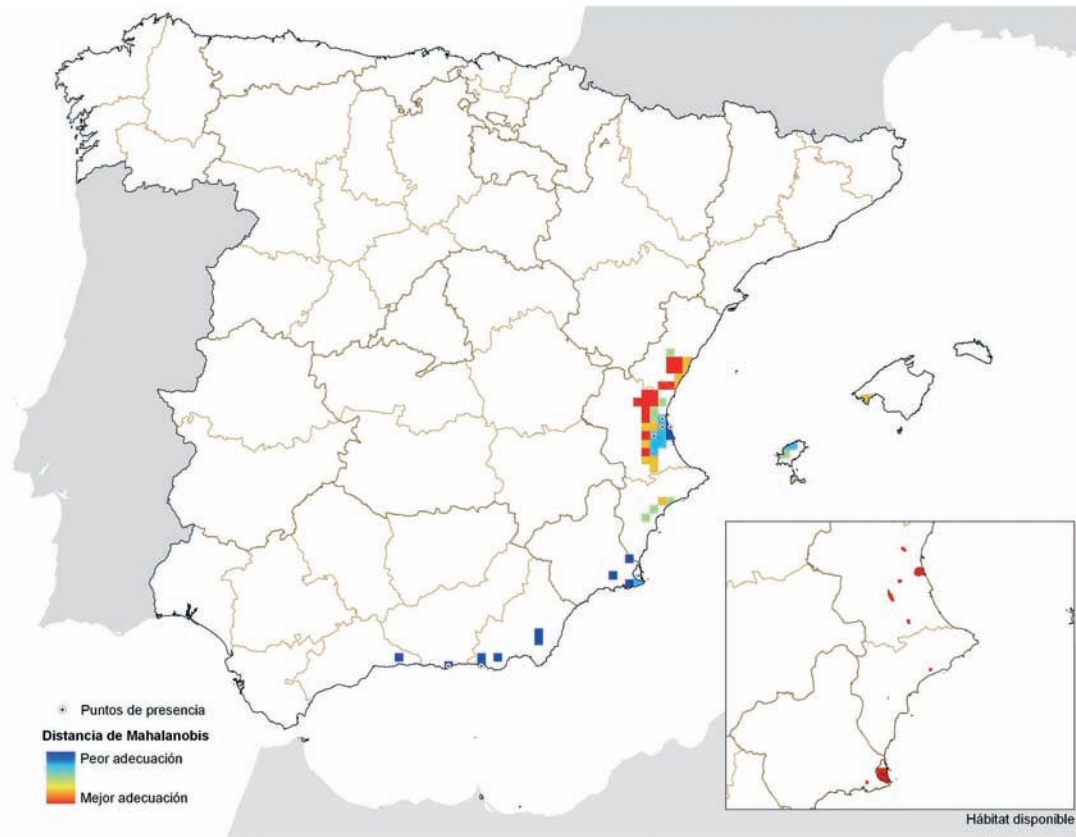 Puntos de presencia
Distancia de Mahalanobis
Peor adecuación
Mejor adecuación
Hábitat disponible